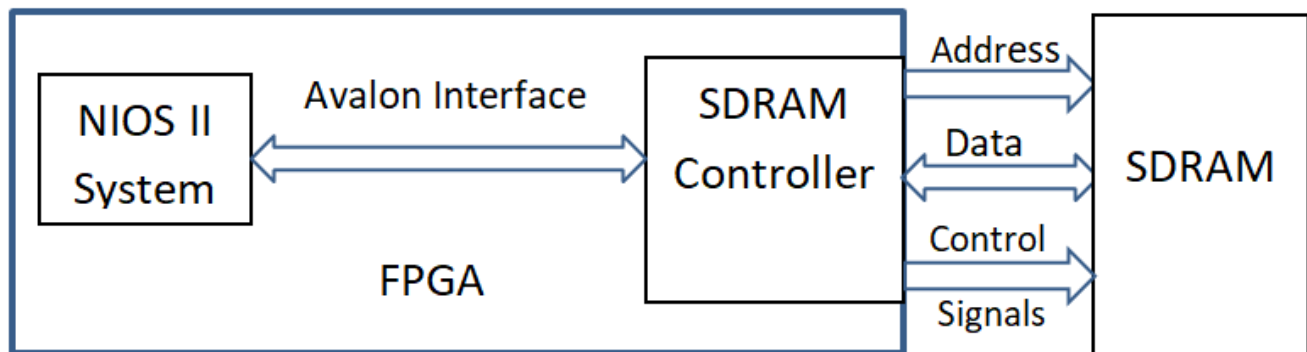 NIOS II
System
Avalon Interface
FPGA
SDRAM
Controller
Address
Data
Control
Signals
SDRAM